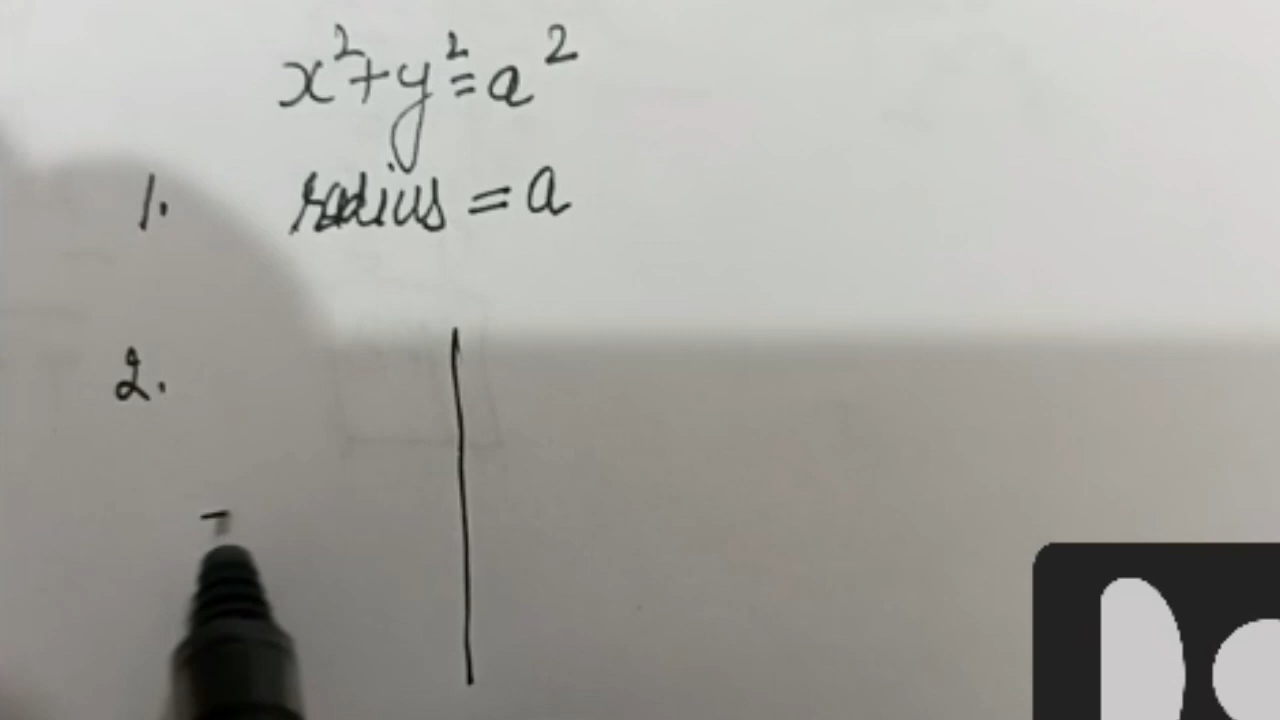 x²+y²=a²
1. radius = a
2.